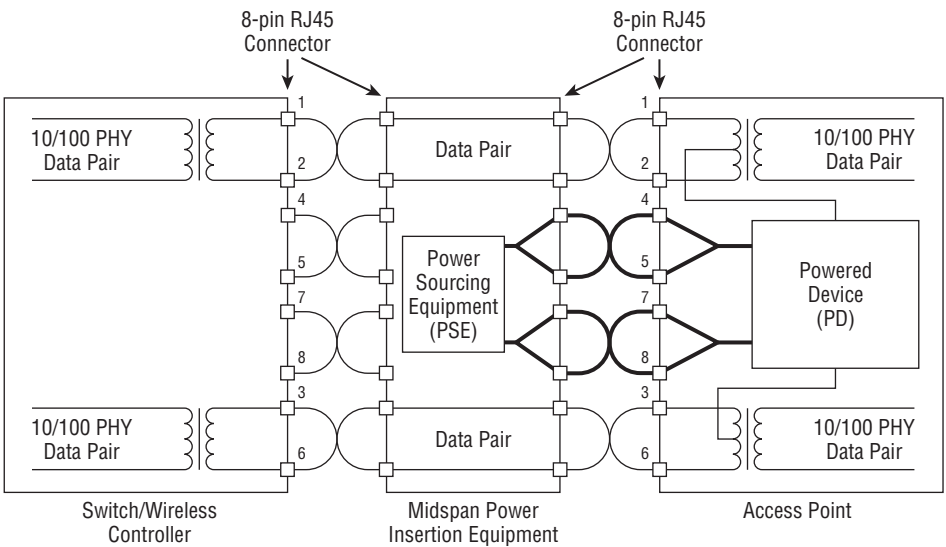 8-pin RJ45
Connector
8-pin RJ45
Connector
1
10/100 PHY
Data Pair
2
Data Pair
1
2
10/100 PHY
Data Pair
4
5
7
8
Power
Sourcing
Equipment
(PSE)
4
5
7
8
Powered
Device
(PD)
3
10/100 PHY
Data Pair
6
Data Pair
3
6
10/100 PHY
Data Pair
Switch/Wireless
Controller
Midspan Power
Insertion Equipment
Access Point